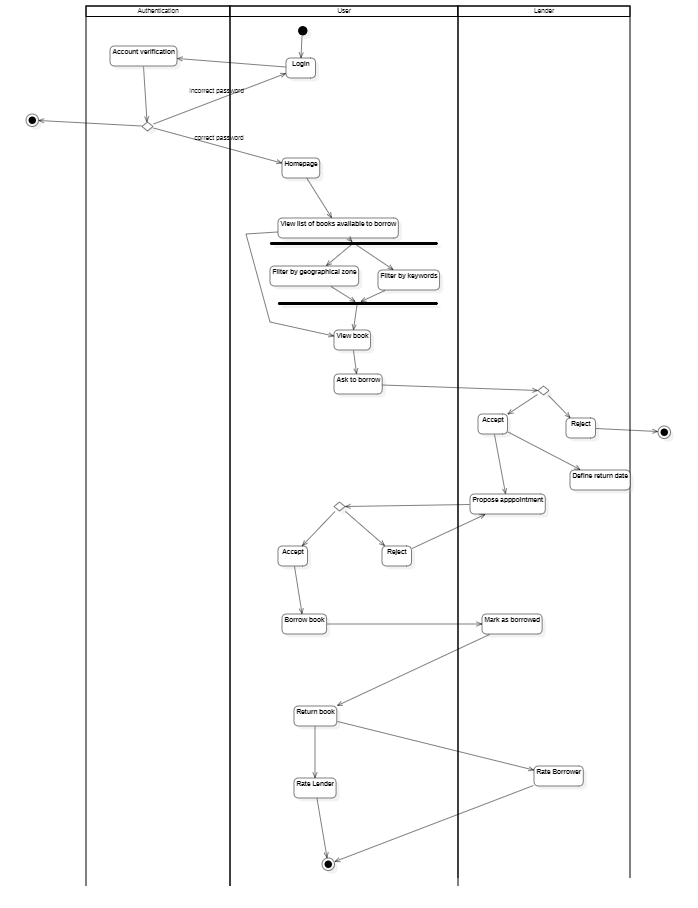 Authentication
User
Lender
Account verification
Login
Incorrect password
correct password
Homepage
View list of books available to borrow
Filter by geographical zone
Filter by keywords
View book
Ask to borrow
Accept
Reject
Define return date
Propose apppointment
Accept
Reject
Borrow book
Mark as borrowed
Return book
Rate Lender
Rate Borrower